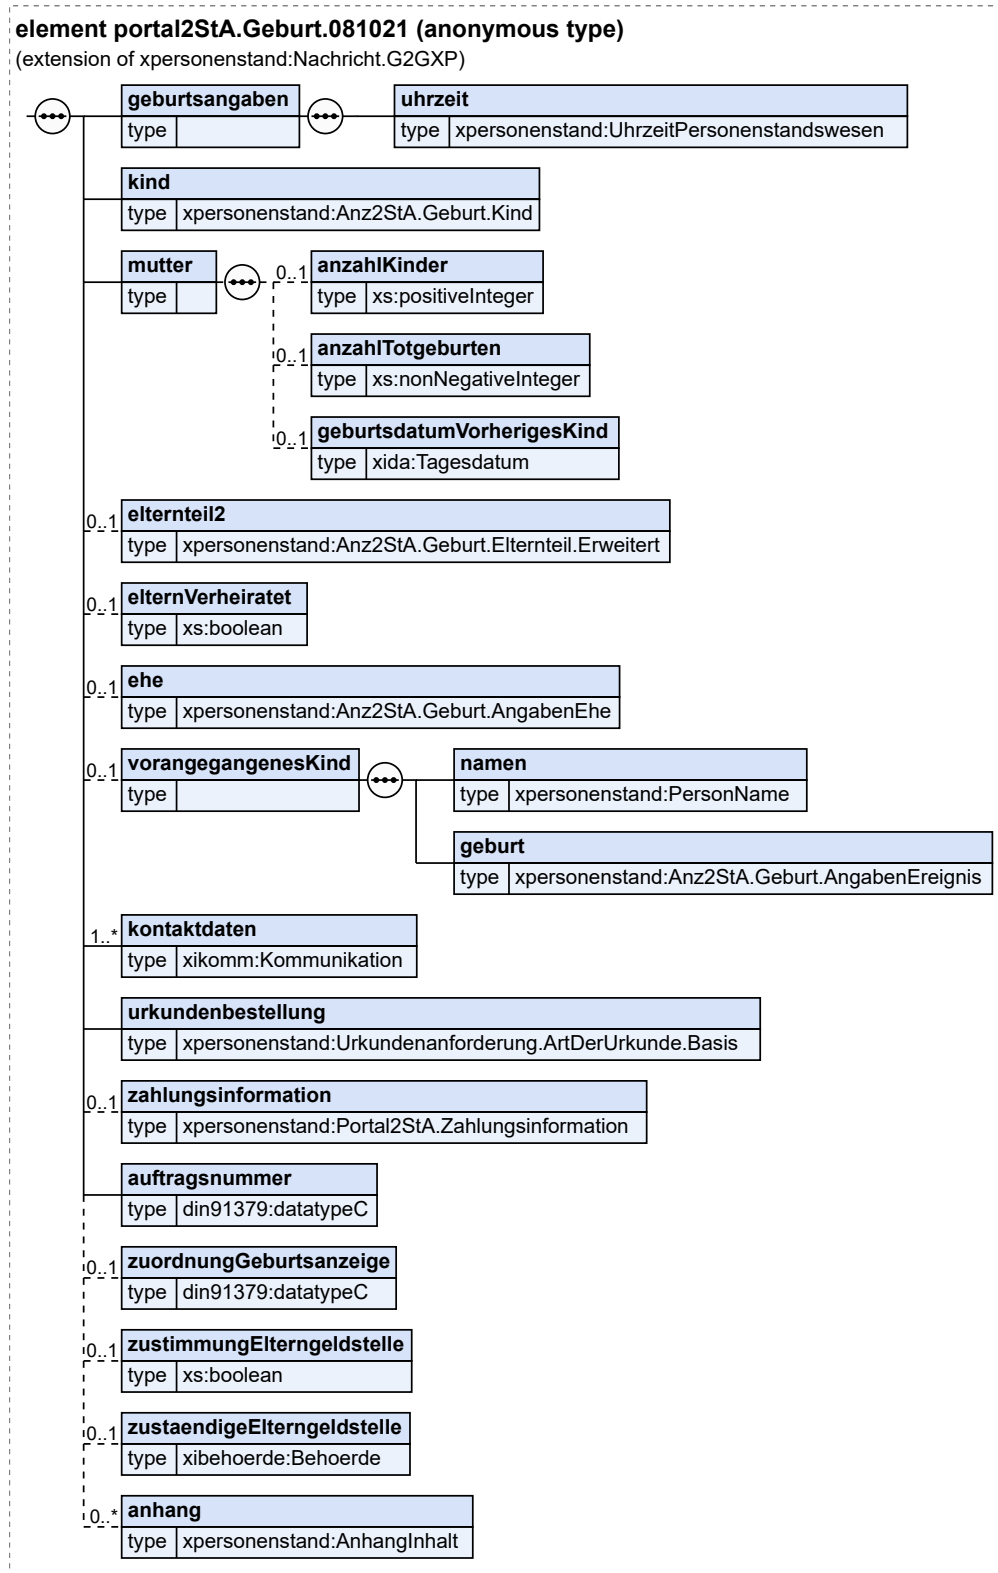 element portal2StA.Geburt.081021 (anonymous type)
(extension of xpersonenstand:Nachricht.G2GXP)
geburtsangaben
type
uhrzeit
type xpersonenstand:UhrzeitPersonenstandswesen
kind
type xpersonenstand:Anz2StA.Geburt.Kind
mutter
type
0..1 anzahlKinder
type xs:positiveInteger
0..1 anzahlTotgeburten
type xs:nonNegativeInteger
0..1 geburtsdatumVorherigesKind
type xida:Tagesdatum
0..1 elternteil2
type xpersonenstand:Anz2StA.Geburt.Elternteil.Erweitert
0..1 elternVerheiratet
type xs:boolean
0..1 ehe
type xpersonenstand:Anz2StA.Geburt.AngabenEhe
0..1 vorangegangenesKind
type
namen
type xpersonenstand:PersonName
geburt
type xpersonenstand:Anz2StA.Geburt.AngabenEreignis
1..* kontaktdaten
type xikomm:Kommunikation
urkundenbestellung
type xpersonenstand:Urkundenanforderung.ArtDerUrkunde.Basis
0..1 zahlungsinformation
type xpersonenstand:Portal2StA.Zahlungsinformation
auftragsnummer
type din91379:datatypeC
0..1 zuordnungGeburtsanzeige
type din91379:datatypeC
0..1 zustimmungElterngeldstelle
type xs:boolean
0..1 zustaendigeElterngeldstelle
type xibehoerde:Behoerde
0..* anhang
type xpersonenstand:AnhangInhalt